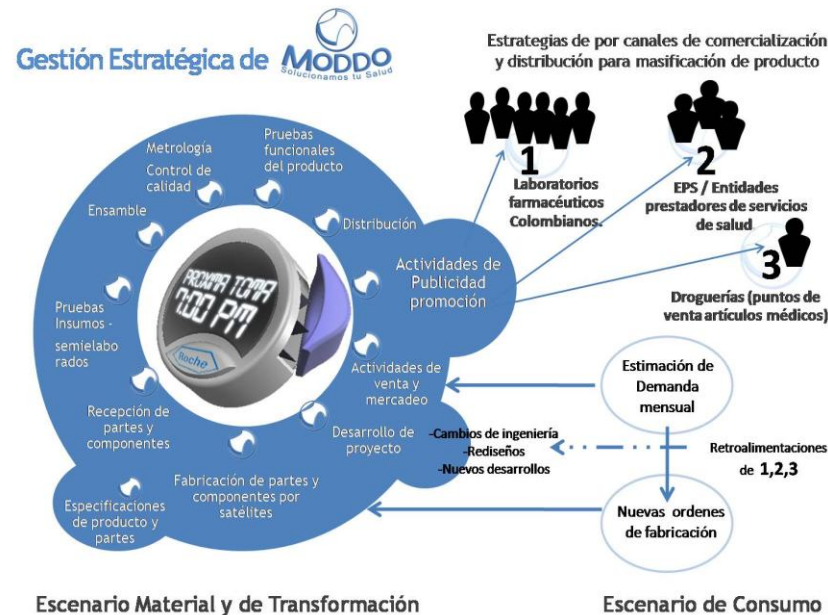 Gestión Estratégica de
MODDO
Solucionamos tu Salud
Estrategias de por canales de comercialización
y distribución para masificación de producto
1
Laboratorios
farmacéuticos
Colombianos.
2
EPS / Entidades
prestadores de servicios
de salud
3
Droguerías (puntos de
venta artículos médicos)
Metrología
Control de
calidad
Pruebas
funcionales
del producto
Ensamble
Distribución
Actividades de
Publicidad
promoción
PROXIMA TOMA
7:00 PM
Roche
Pruebas
Insumos -
semielabo
rados
Actividades de
venta y
mercadeo
Recepción de
partes y
componentes
Desarrollo de
proyecto
Fabricación de partes y
componentes por
satélites
Especificaciones
de producto y
partes
Estimación de
Demanda
mensual
-Cambios de ingeniería
-Rediseños
-Nuevos desarrollos
Retroalimentaciones
de 1,2,3
Nuevas ordenes
de fabricación
Escenario Material y de Transformación
Escenario de Consumo